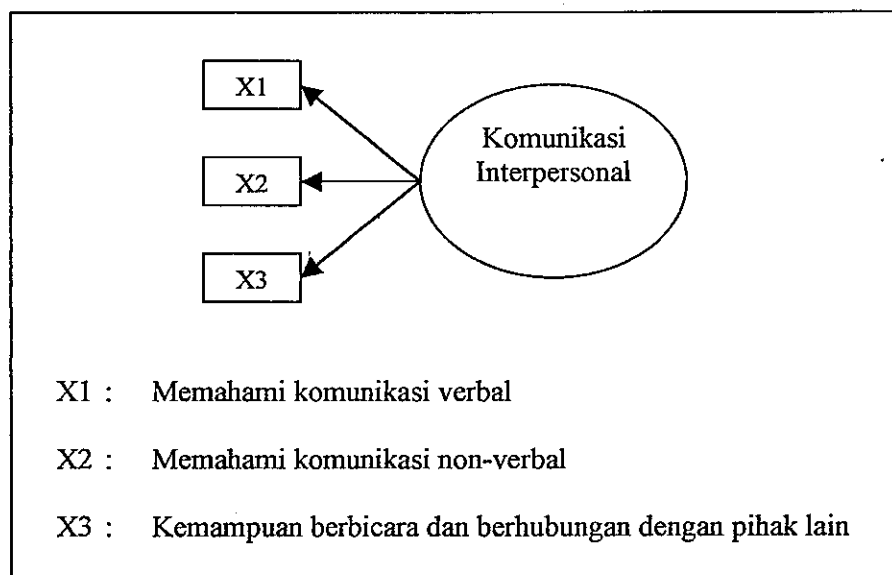 X1
Komunikasi
Interpersonal
X2
X3
X1 : Memahami komunikasi verbal
X2 : Memahami komunikasi non-verbal
X3 : Kemampuan berbicara dan berhubungan dengan pihak lain